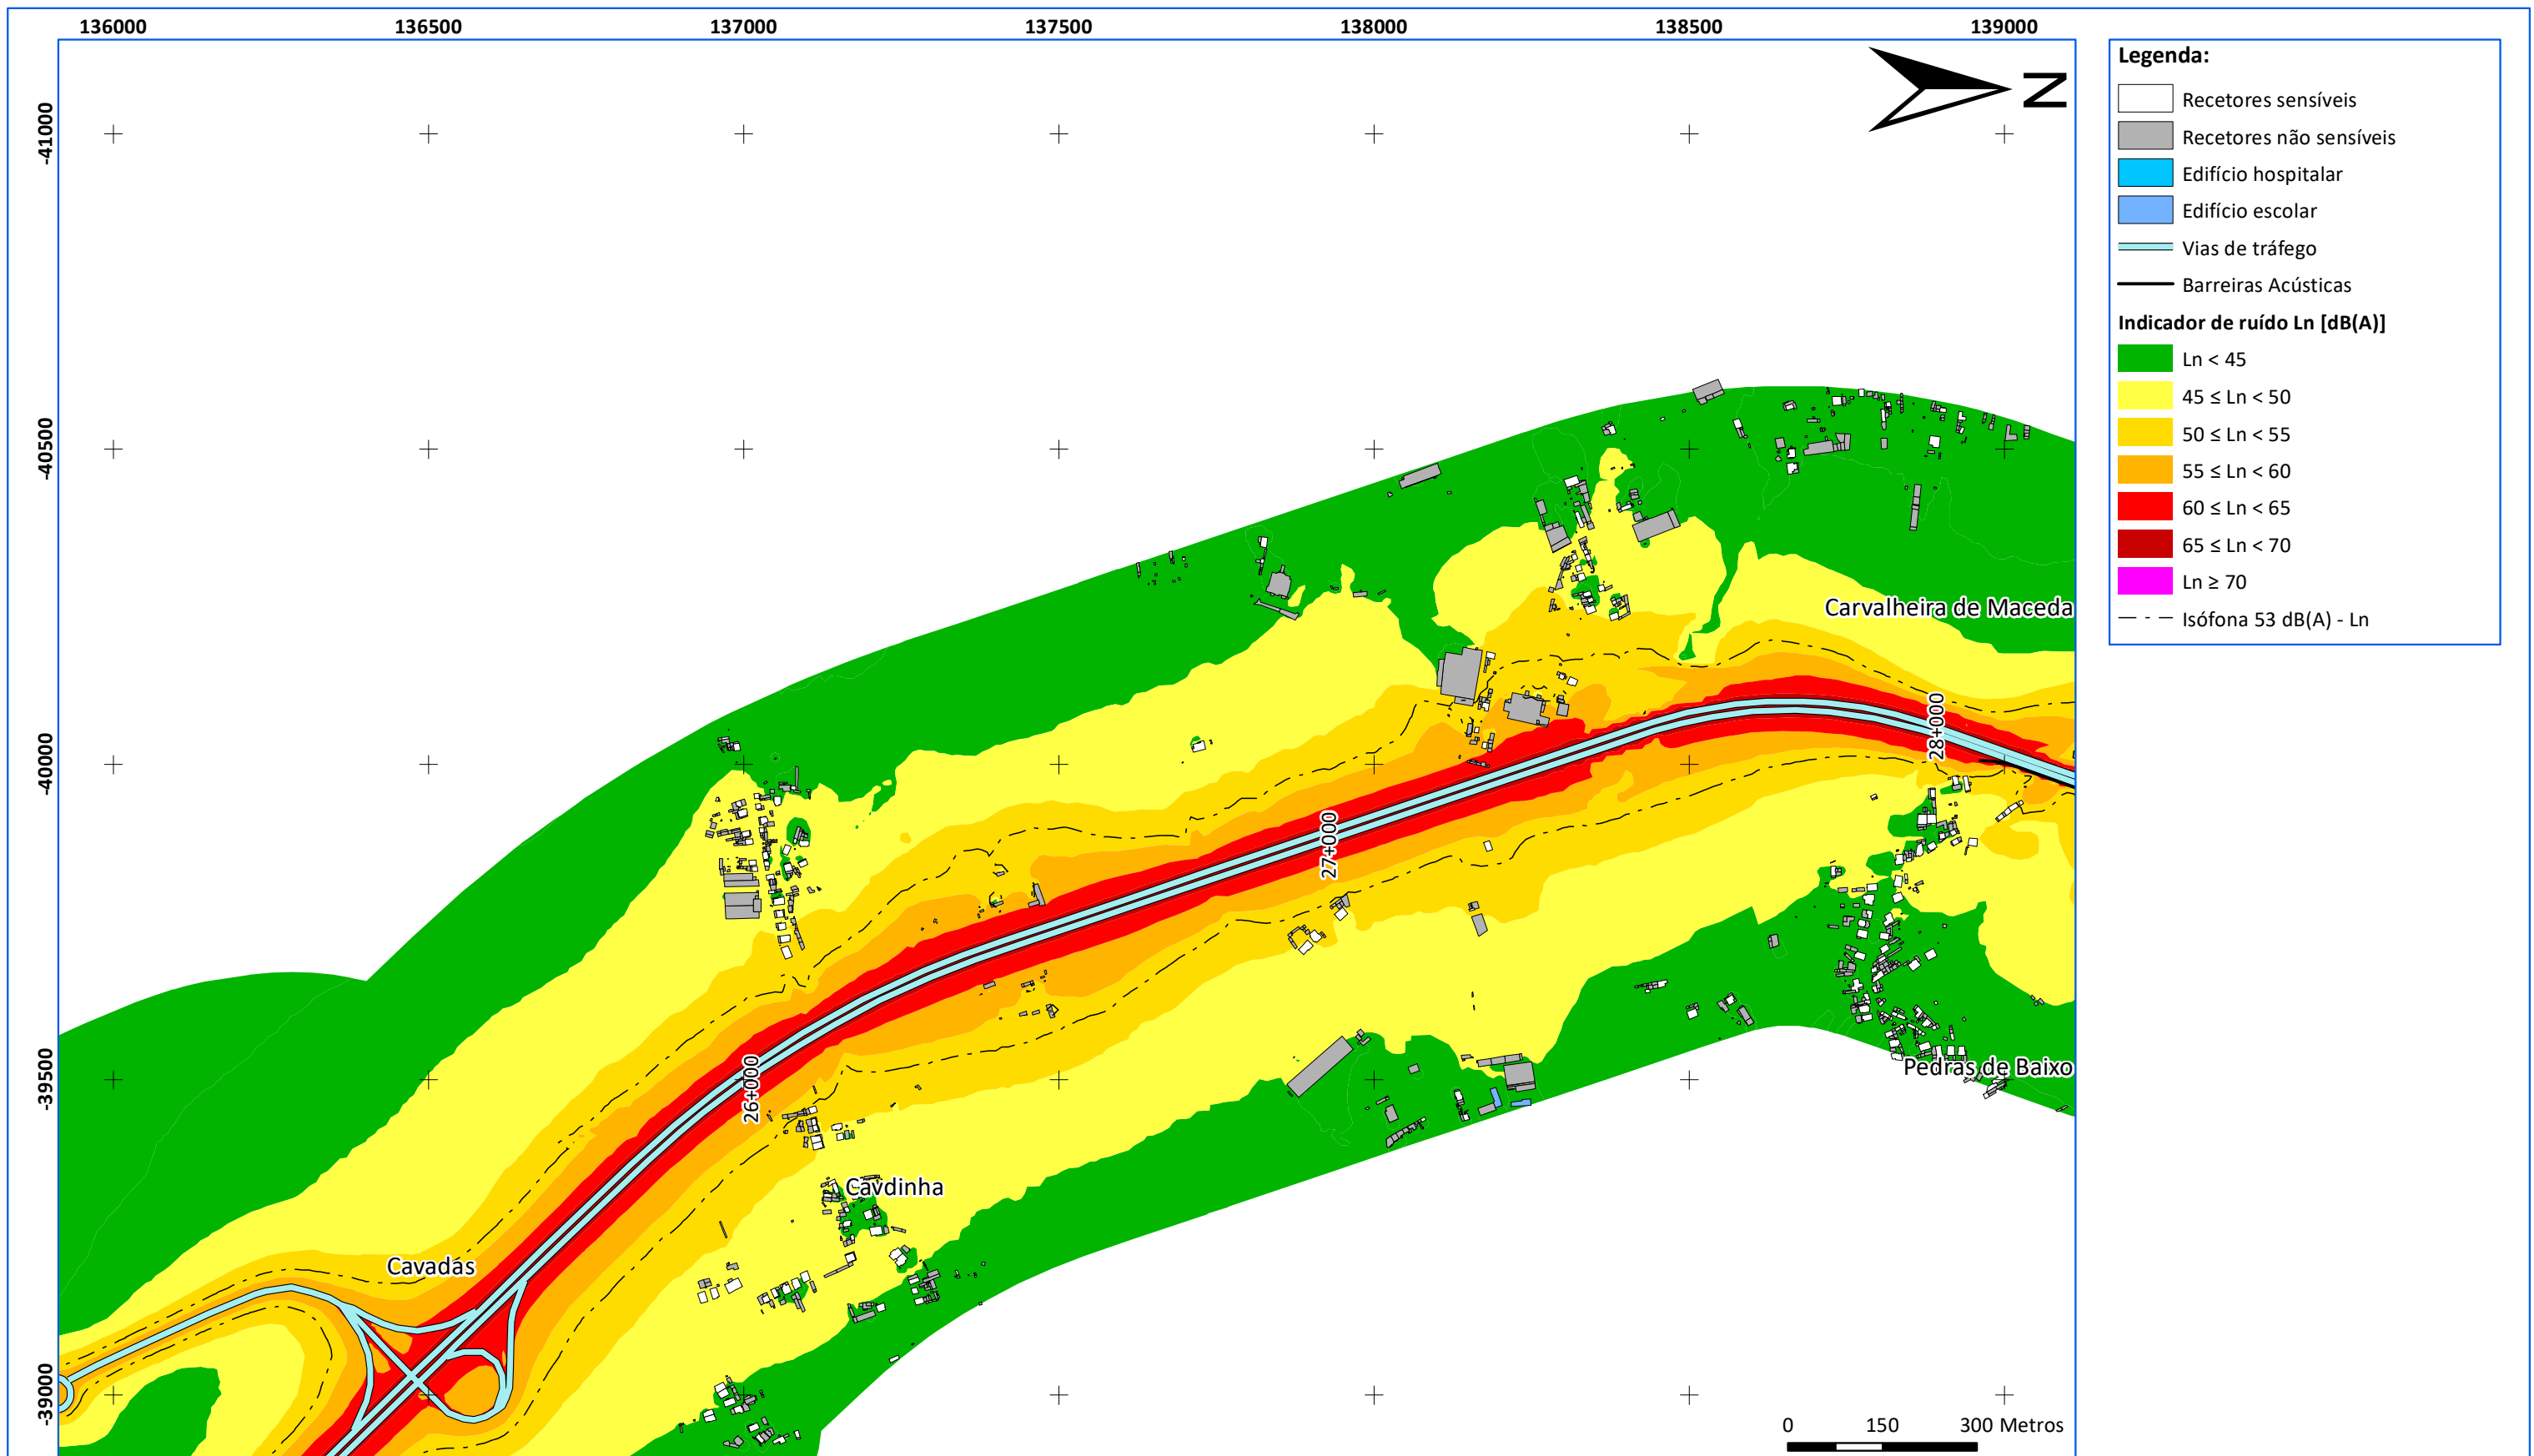 136000 136500 137000 137500 138000 138500 139000
-41000
-40500
-40000
-39500
-39000
N
Carvalheira de Maceda
28+000
27+000
26+000
Pedras de Baixo
Cavdinha
Cavadas
0 150 300 Metros
Legenda:
Recetores sensíveis
Recetores não sensíveis
Edifício hospitalar
Edifício escolar
Vias de tráfego
Barreiras Acústicas
Indicador de ruído Ln [dB(A)]
Ln < 45
45 ≤ Ln < 50
50 ≤ Ln < 55
55 ≤ Ln < 60
60 ≤ Ln < 65
65 ≤ Ln < 70
Ln ≥ 70
Isófona 53 dB(A) - Ln